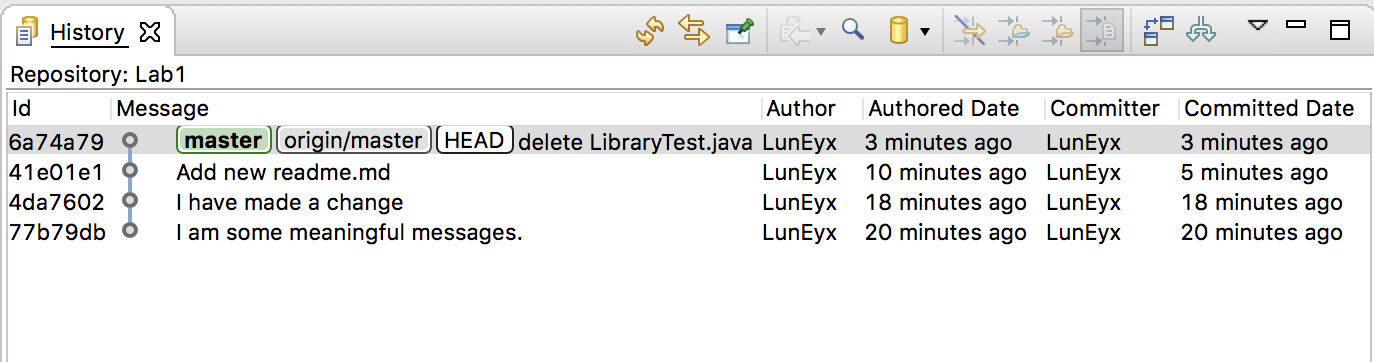 History
Repository: Lab1
Id Message Author Authored Date Committer Committed Date
6a74a79 master origin/master HEAD delete LibraryTest.java LunEyx 3 minutes ago LunEyx 3 minutes ago
41e01e1 Add new readme.md LunEyx 10 minutes ago LunEyx 5 minutes ago
4da7602 I have made a change LunEyx 18 minutes ago LunEyx 18 minutes ago
77b79db I am some meaningful messages. LunEyx 20 minutes ago LunEyx 20 minutes ago